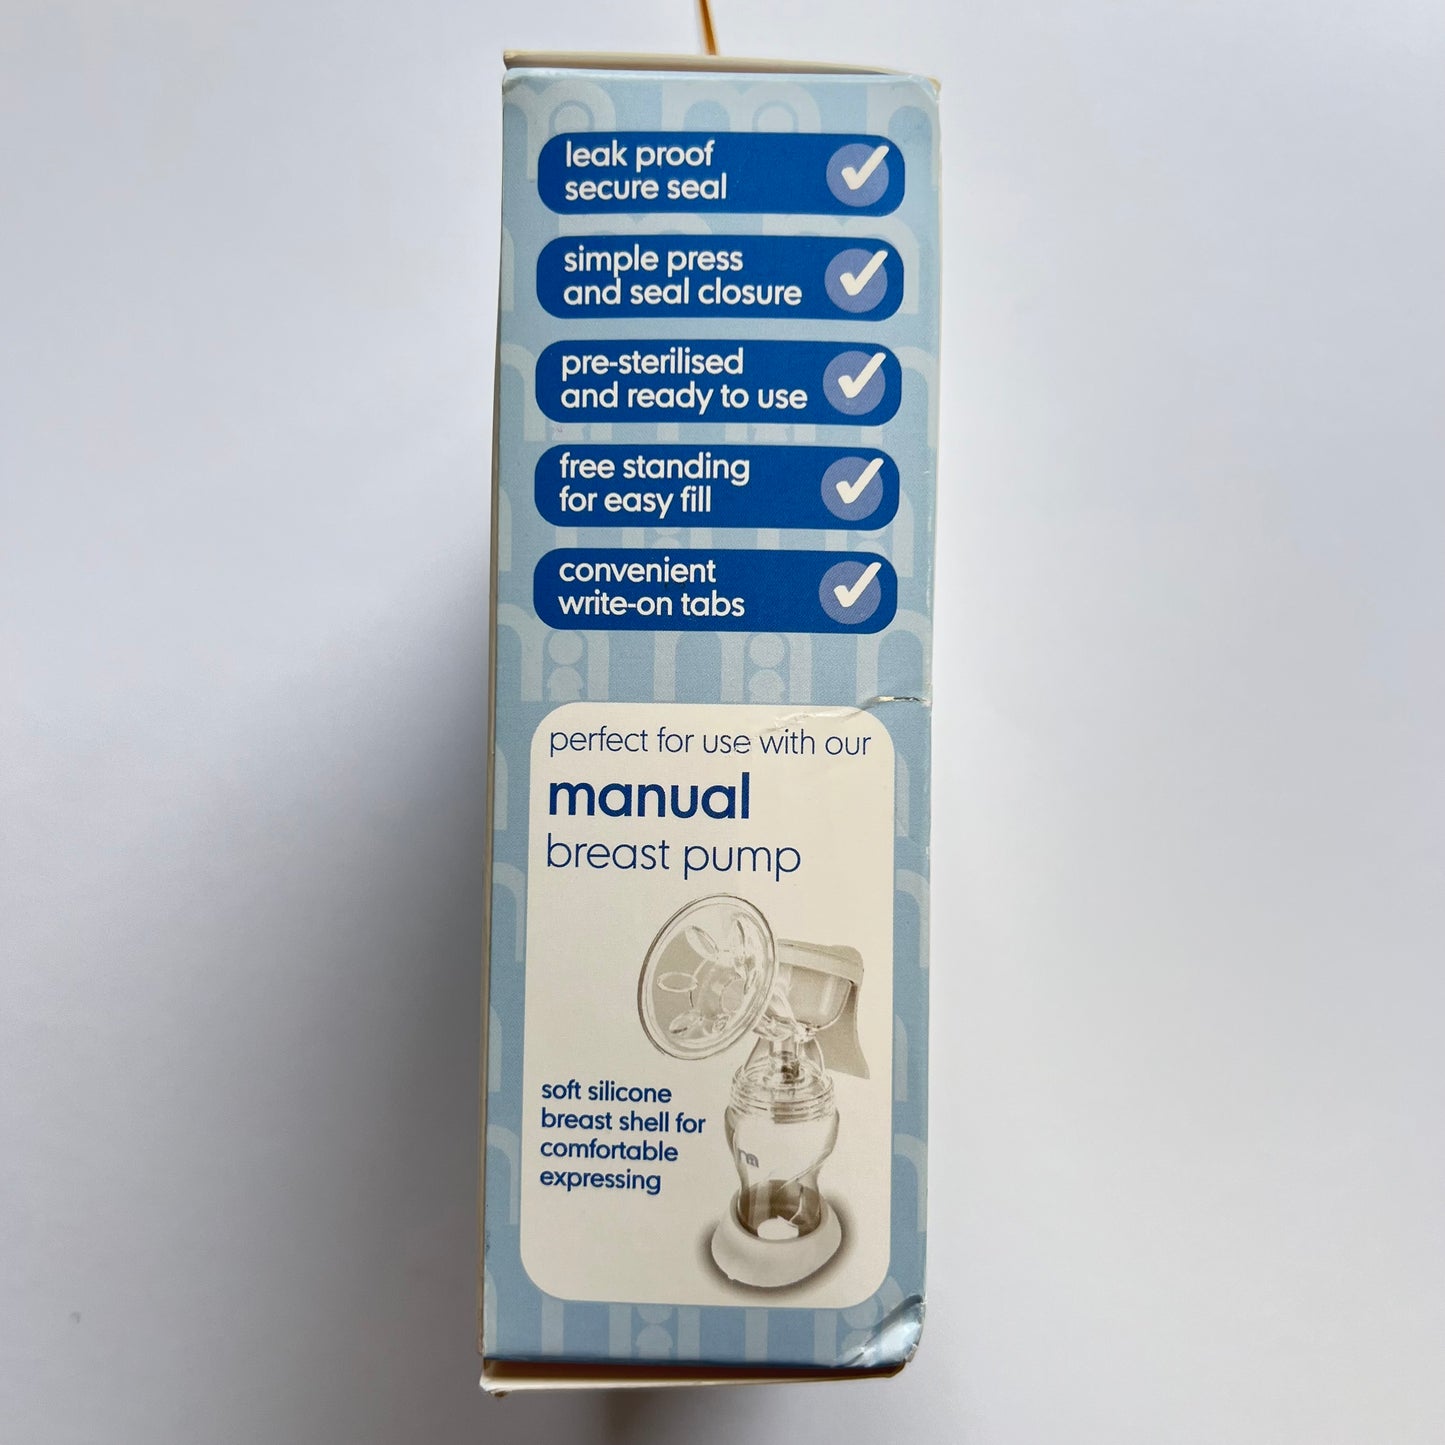 leak proof
secure seal
simple press
and seal closure
pre-sterilised
and ready to use
free standing
for easy fill
convenient
write-on tabs
perfect for use with our
manual
breast pump
soft silicone
breast shell for
comfortable
expressing